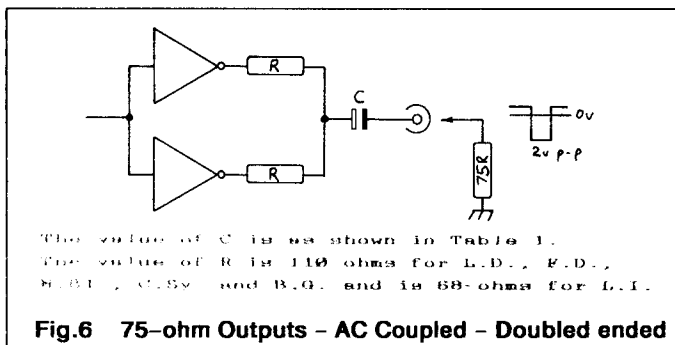 R
C
0v
2v p-p
75R
R
The value of C is as shown in Table 1.
The value of R is 110 ohms for L.D., F.D.,
and B.G. and is 68-ohms for L.I.
Fig.6 75-ohm Outputs - AC Coupled - Doubled ended